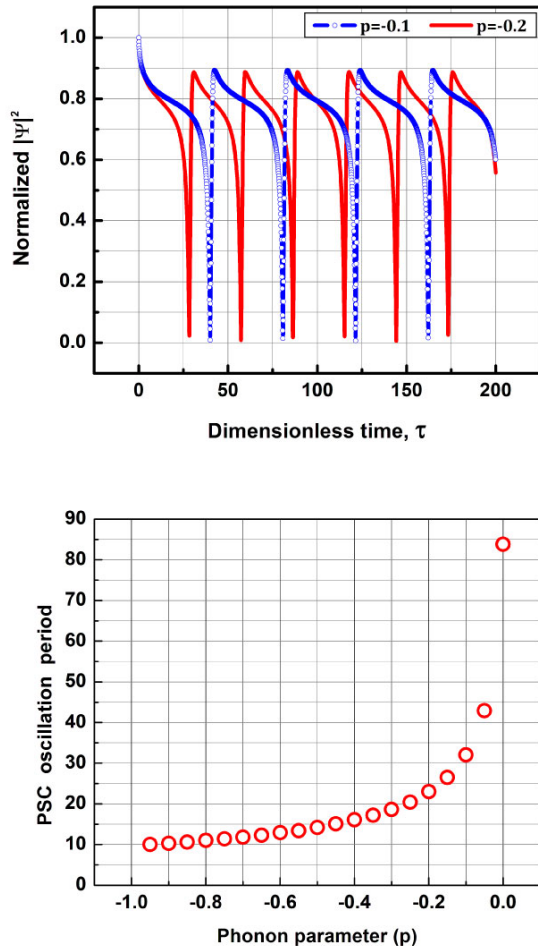 p=-0.1 p=-0.2
1.0
0.8
0.6
0.4
0.2
0.0
Normalized |Ψ|²
0 50 100 150 200
Dimensionless time, τ
90
80
70
60
50
40
30
20
10
0
PSC oscillation period
-1.0 -0.8 -0.6 -0.4 -0.2 0.0
Phonon parameter (p)